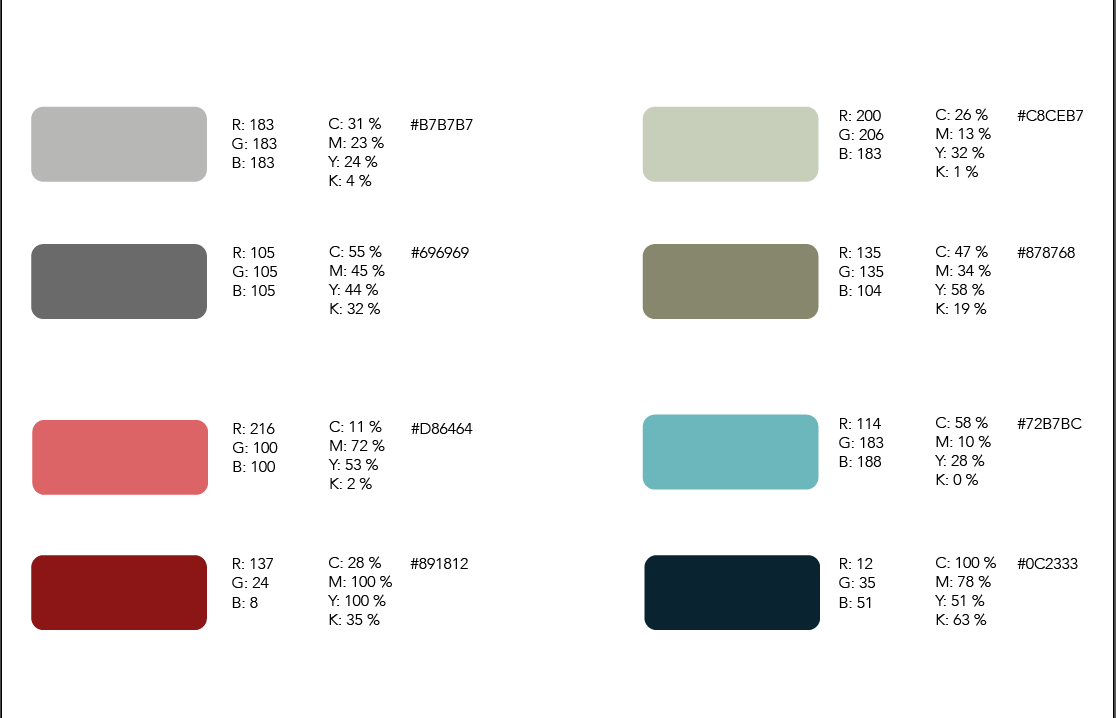 R: 183
G: 183
B: 183
C: 31 %
M: 23 %
Y: 24 %
K: 4 %
#B7B7B7
R: 200
G: 206
B: 183
C: 26 %
M: 13 %
Y: 32 %
K: 1 %
#C8CEB7
R: 105
G: 105
B: 105
C: 55 %
M: 45 %
Y: 44 %
K: 32 %
#696969
R: 135
G: 135
B: 104
C: 47 %
M: 34 %
Y: 58 %
K: 19 %
#878768
R: 216
G: 100
B: 100
C: 11 %
M: 72 %
Y: 53 %
K: 2 %
#D86464
R: 114
G: 183
B: 188
C: 58 %
M: 10 %
Y: 28 %
K: 0 %
#72B7BC
R: 137
G: 24
B: 8
C: 28 %
M: 100 %
Y: 100 %
K: 35 %
#891812
R: 12
G: 35
B: 51
C: 100 %
M: 78 %
Y: 51 %
K: 63 %
#0C2333